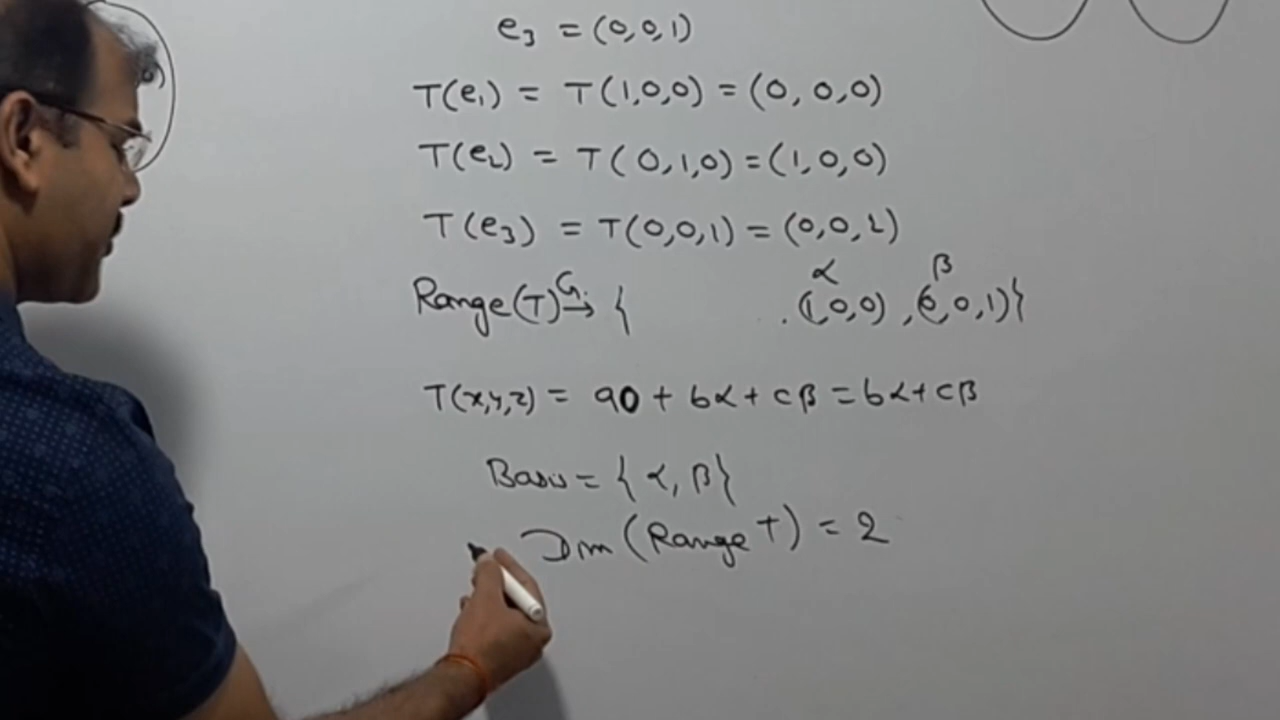 e₃ = (0,0,1)
T(e₁) = T(1,0,0) = (0, 0,0)
T(e₂) = T(0,1,0) = (1,0,0)
T(e₃) = T(0,0,1) = (0,0,1)
α β
Range(T) G.→ { . (1,0,0) , (0,0,1)}
T(x,y,z) = a0 + bα + cβ = bα + cβ
Basis = {α, β}
Dim (Range T) = 2